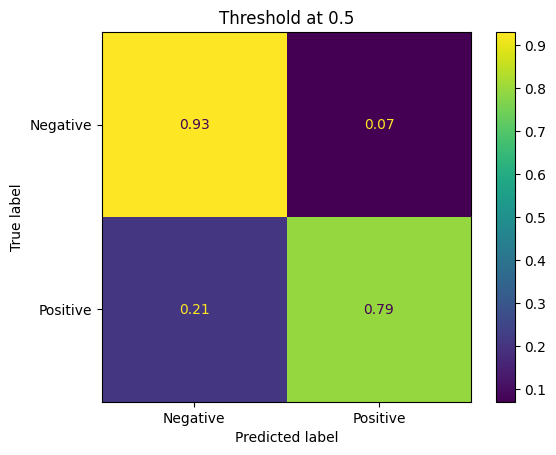 Threshold at 0.5
True label
Negative
0.93
0.07
Positive
0.21
0.79
Negative
Positive
Predicted label
0.9
0.8
0.7
0.6
0.5
0.4
0.3
0.2
0.1